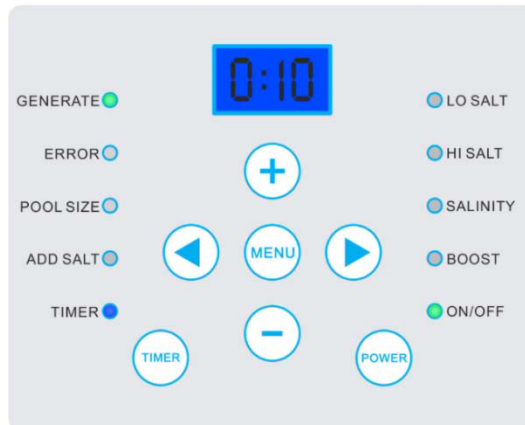 0:10
GENERATE
LO SALT
ERROR
HI SALT
+
POOL SIZE
SALINITY
ADD SALT
MENU
BOOST
TIMER
ON/OFF
−
TIMER
POWER